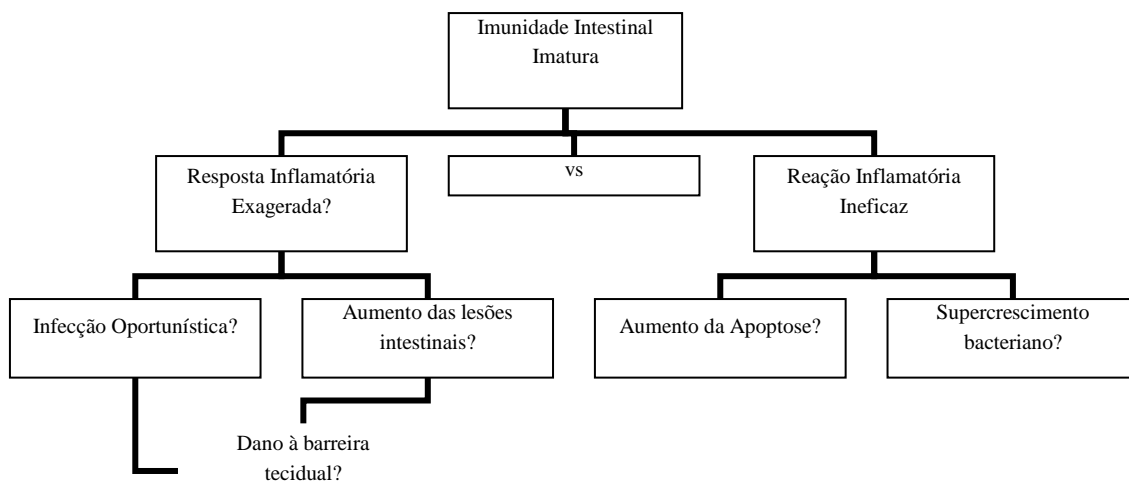 Imunidade Intestinal
Imatura
Resposta Inflamatória
Exagerada?
vs
Reação Inflamatória
Ineficaz
Infecção Oportunística?
Aumento das lesões
intestinais?
Aumento da Apoptose?
Supercrescimento
bacteriano?
Dano à barreira
tecidual?